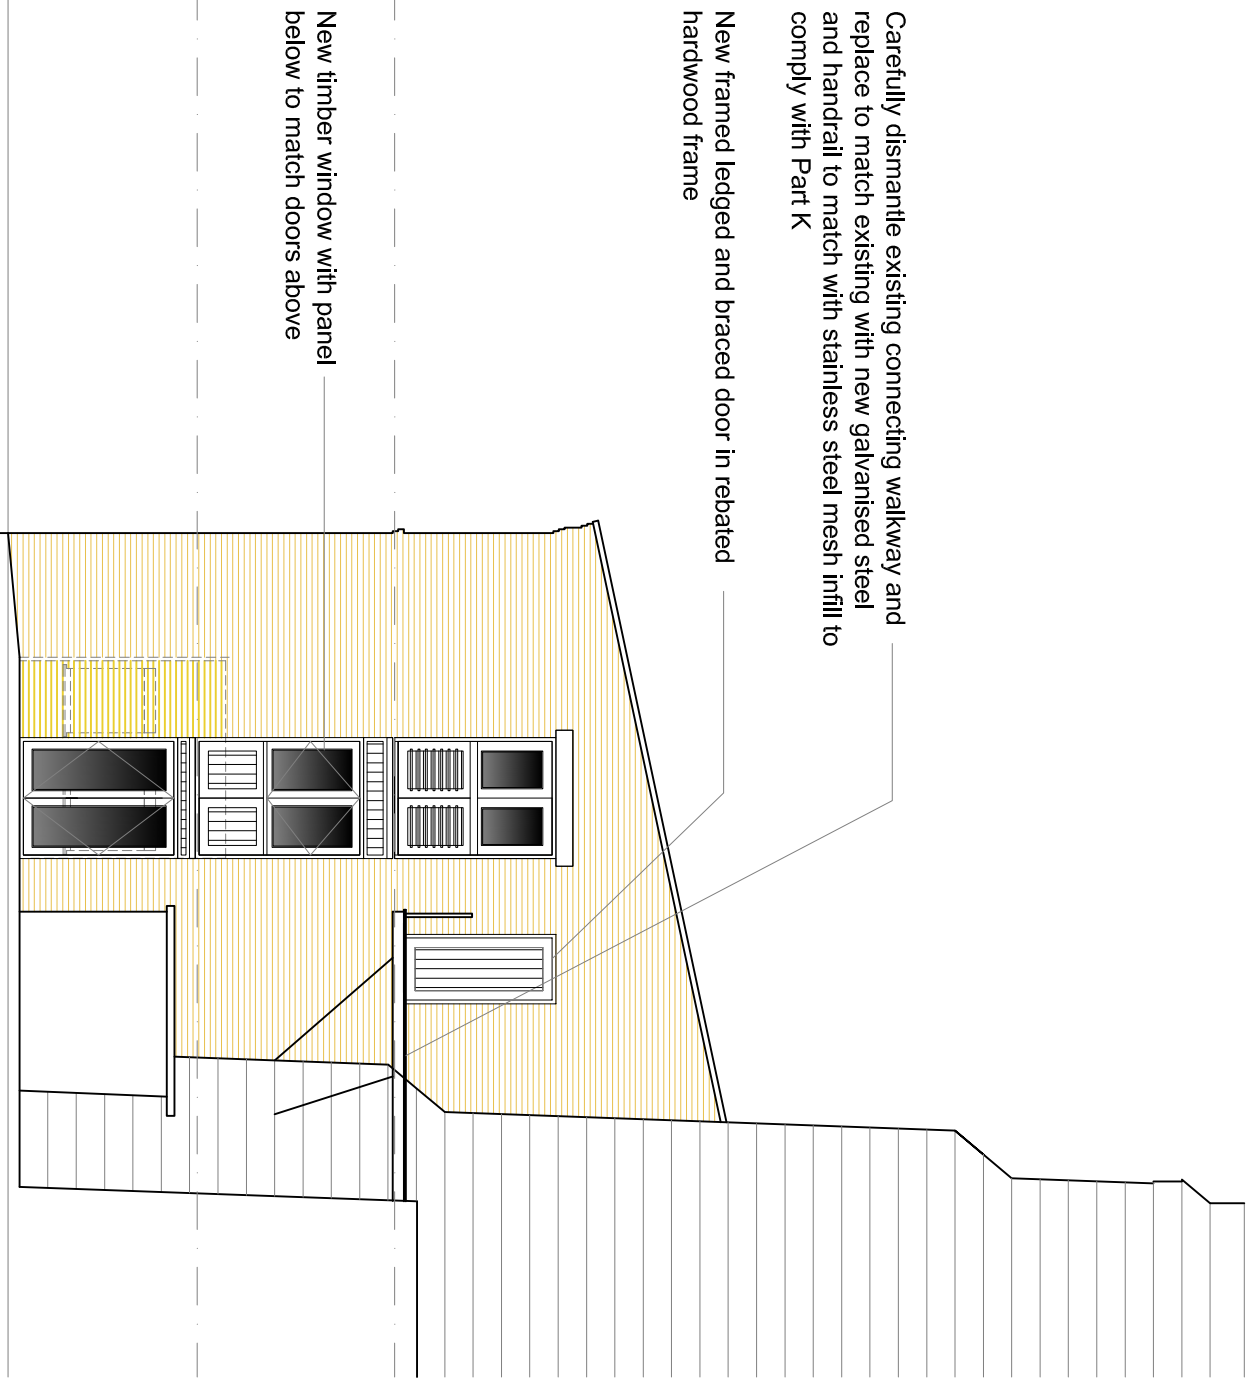 Carefully dismantle existing connecting walkway and
replace to match existing with new galvanised steel
and handrail to match with stainless steel mesh infill to
comply with Part K
New framed ledged and braced door in rebated
hardwood frame
New timber window with panel
below to match doors above